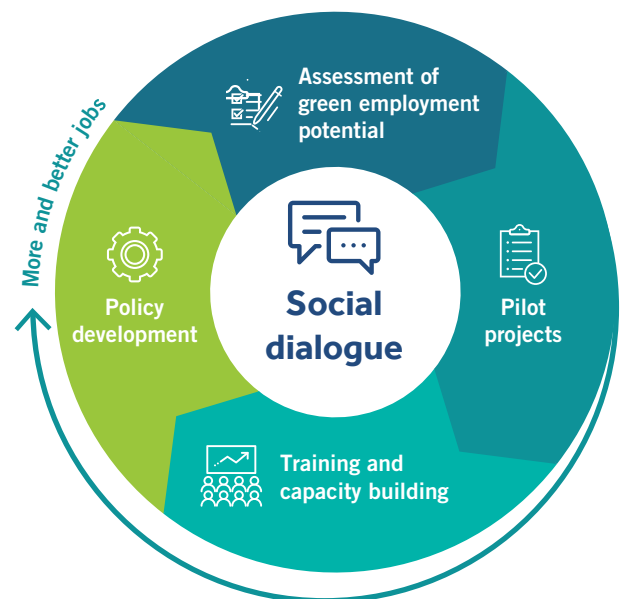 Assessment of
green employment
potential
More and better jobs
Social
dialogue
Pilot
projects
Policy
development
Training and
capacity building